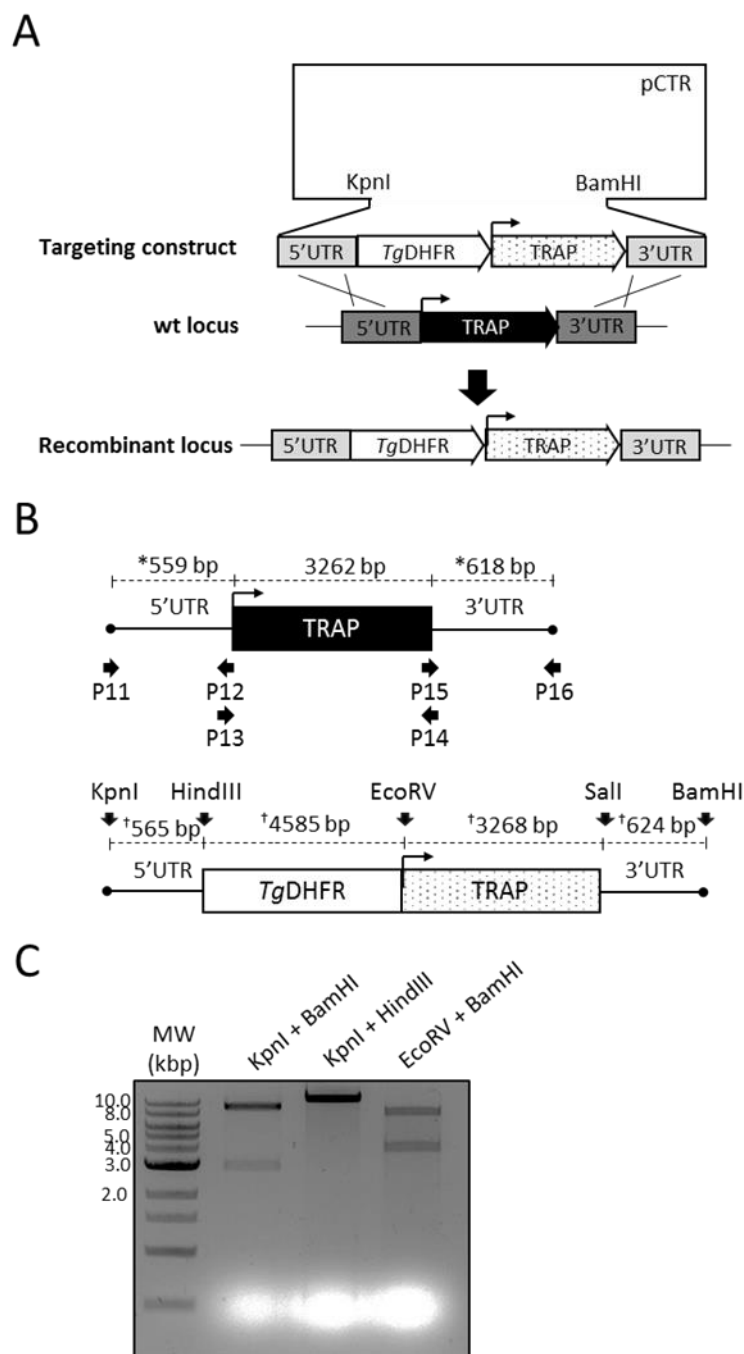 A
pCTR
KpnI BamHI
Targeting construct 5'UTR TgDHFR TRAP 3'UTR
wt locus 5'UTR TRAP 3'UTR
Recombinant locus 5'UTR TgDHFR TRAP 3'UTR
B
*559 bp 3262 bp *618 bp
5'UTR TRAP 3'UTR
P11 P12 P15 P16
P13 P14
KpnI HindIII EcoRV SalI BamHI
†565 bp †4585 bp †3268 bp †624 bp
5'UTR TgDHFR TRAP 3'UTR
C
MW (kbp)
KpnI + BamHI
KpnI + HindIII
EcoRV + BamHI
10.0
8.0
5.0
4.0
3.0
2.0